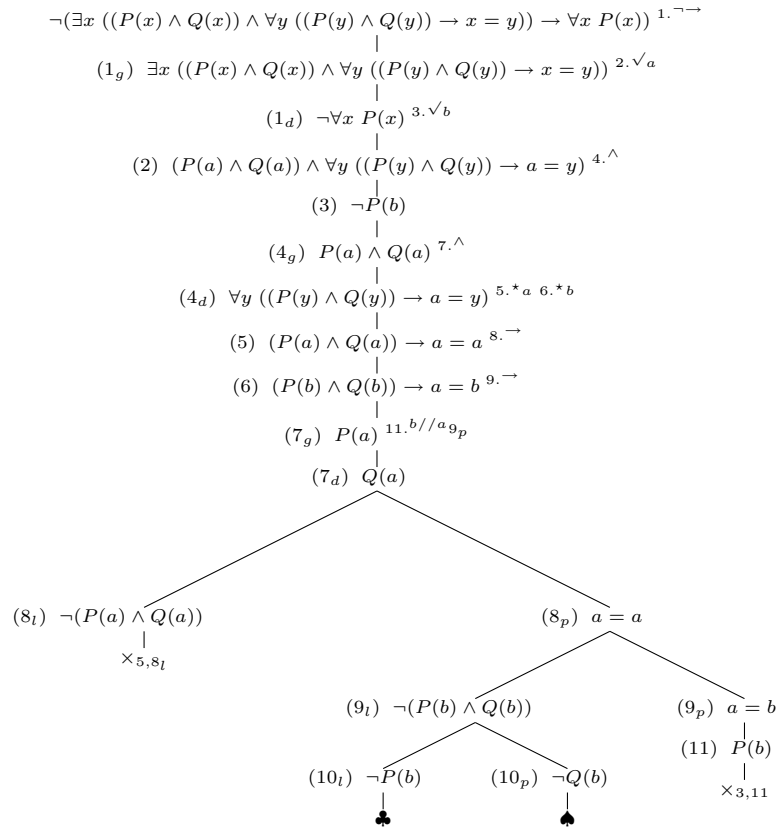 ¬(∃x ((P(x) ∧ Q(x)) ∧ ∀y ((P(y) ∧ Q(y)) → x = y)) → ∀x P(x)) 1.¬→
(1g) ∃x ((P(x) ∧ Q(x)) ∧ ∀y ((P(y) ∧ Q(y)) → x = y)) 2.√a
(1d) ¬∀x P(x) 3.√b
(2) (P(a) ∧ Q(a)) ∧ ∀y ((P(y) ∧ Q(y)) → a = y) 4.∧
(3) ¬P(b)
(4g) P(a) ∧ Q(a) 7.∧
(4d) ∀y ((P(y) ∧ Q(y)) → a = y) 5.⋆a 6.⋆b
(5) (P(a) ∧ Q(a)) → a = a 8.→
(6) (P(b) ∧ Q(b)) → a = b 9.→
(7g) P(a) 11.b//a 9p
(7d) Q(a)
(8l) ¬(P(a) ∧ Q(a)) (8p) a = a
×5,8l
(9l) ¬(P(b) ∧ Q(b)) (9p) a = b
(11) P(b)
(10l) ¬P(b) (10p) ¬Q(b)
×3,11
♣ ♠